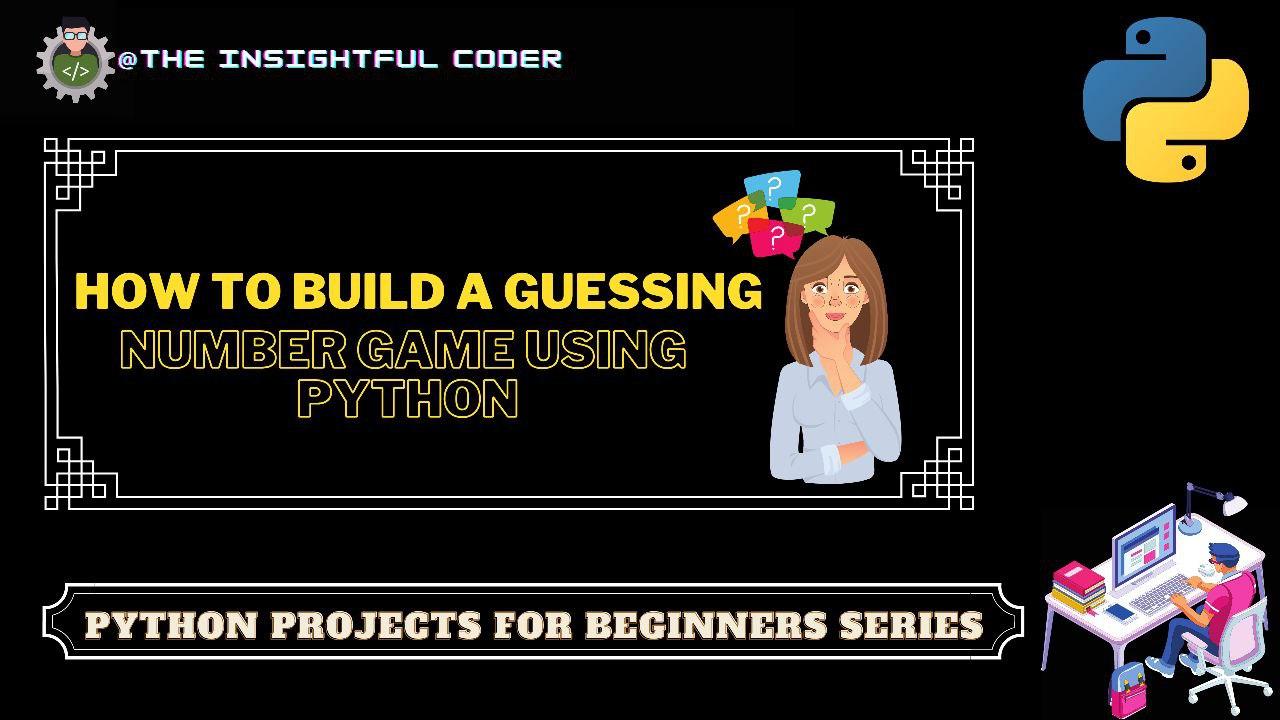 </>
@THE INSIGHTFUL CODER
? ? ? ?
HOW TO BUILD A GUESSING
NUMBER GAME USING
PYTHON
PYTHON PROJECTS FOR BEGINNERS SERIES